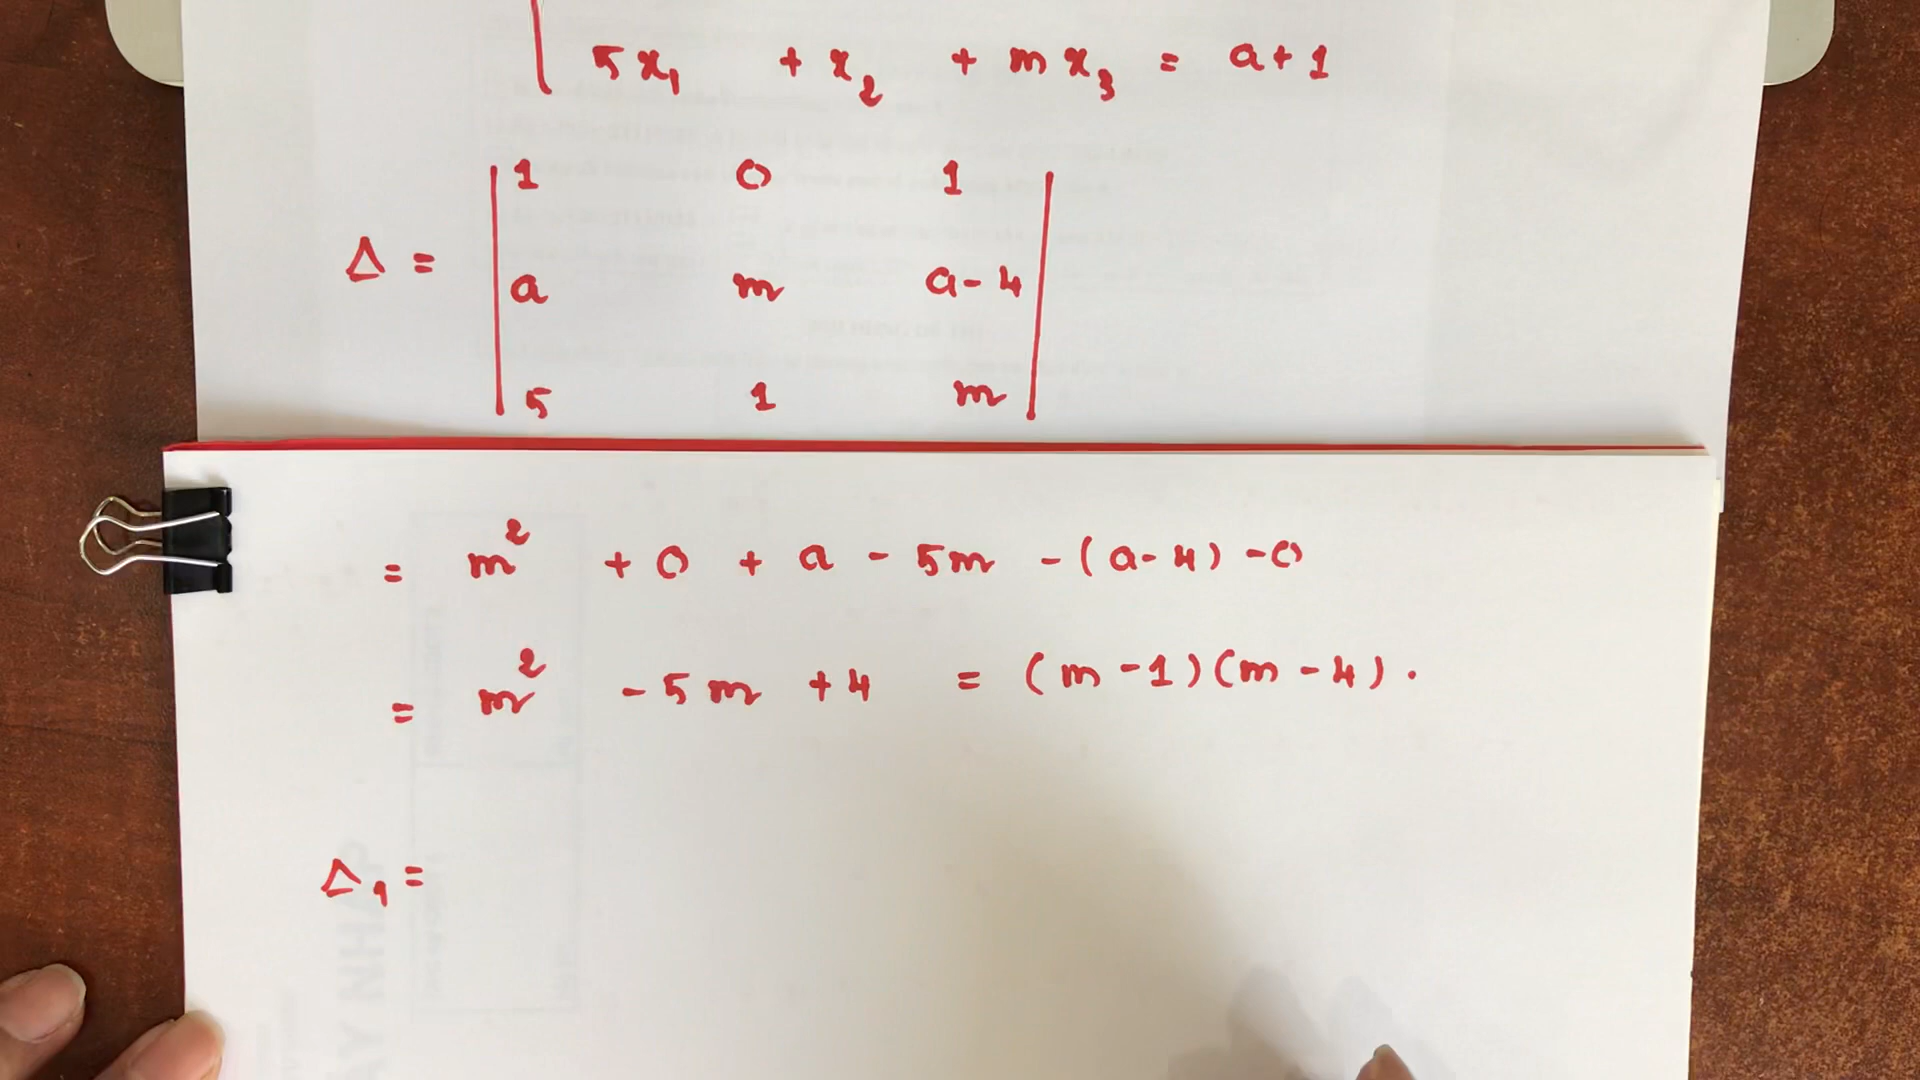 5x₁ + x₂ + mx₃ = a+1
Δ = | 1 0 1 |
| a m a-4 |
| 5 1 m |
= m² + 0 + a - 5m - (a-4) - 0
= m² - 5m + 4 = (m-1)(m-4).
Δ₁ =